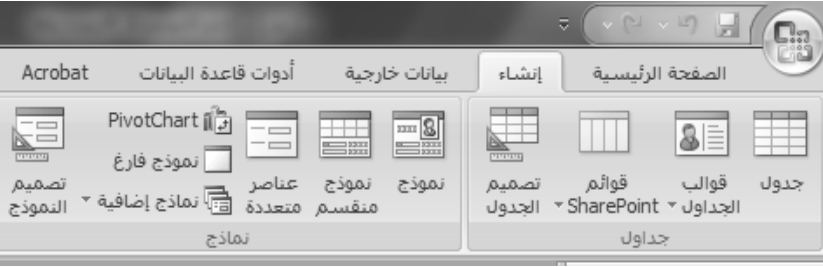 الصفحة الرئيسية
إنشاء
بيانات خارجية
أدوات قاعدة البيانات
Acrobat
جدول
قوالب
الجداول
قوائم
SharePoint
تصميم
الجدول
جداول
نموذج
نموذج
منقسم
عناصر
متعددة
PivotChart
نموذج فارغ
نماذج إضافية
تصميم
النموذج
نماذج